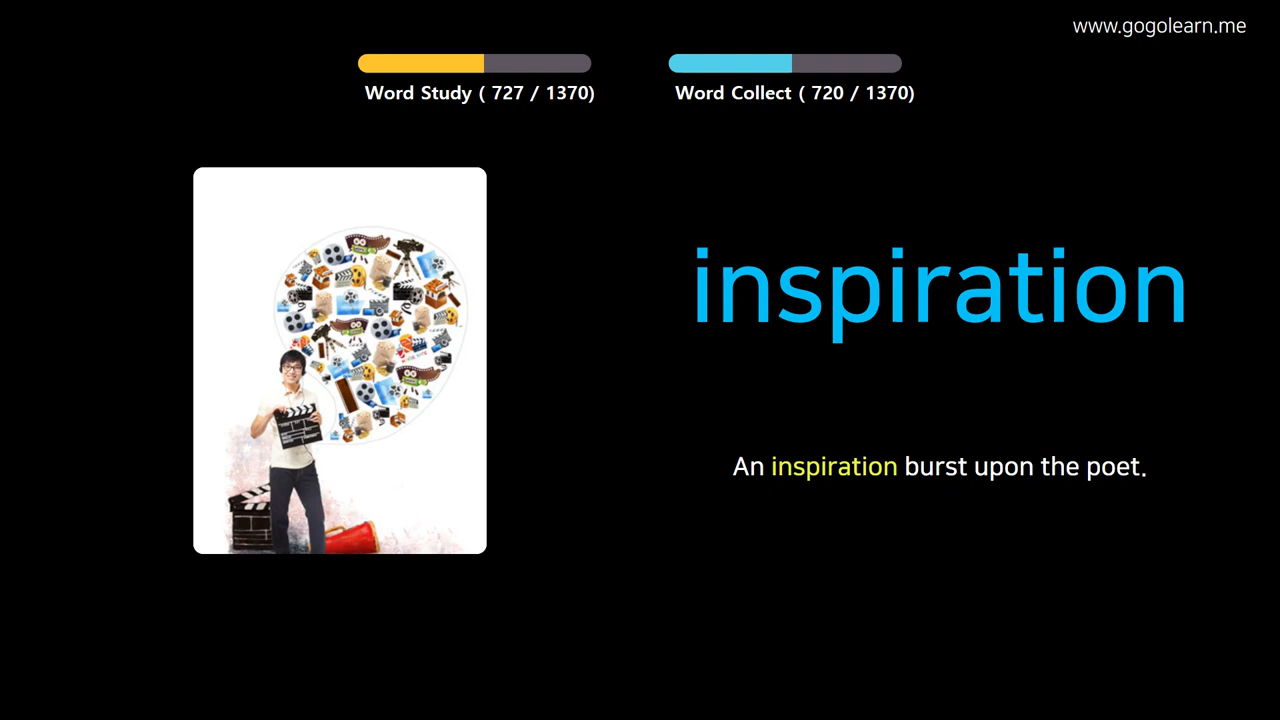 www.gogolearn.me
Word Study ( 727 / 1370)
Word Collect ( 720 / 1370)
inspiration
An inspiration burst upon the poet.